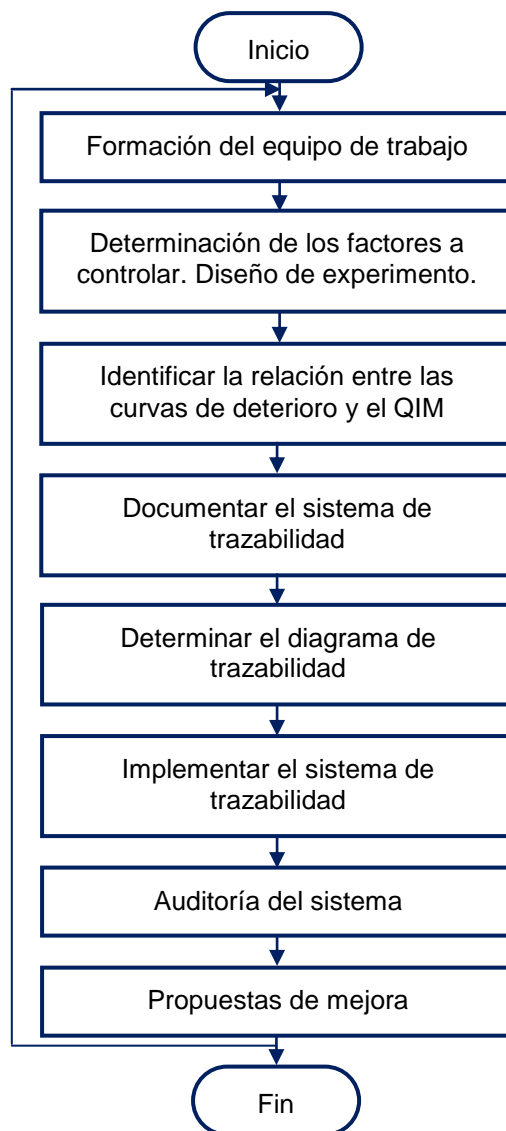 Inicio
Formación del equipo de trabajo
Determinación de los factores a
controlar. Diseño de experimento.
Identificar la relación entre las
curvas de deterioro y el QIM
Documentar el sistema de
trazabilidad
Determinar el diagrama de
trazabilidad
Implementar el sistema de
trazabilidad
Auditoría del sistema
Propuestas de mejora
Fin